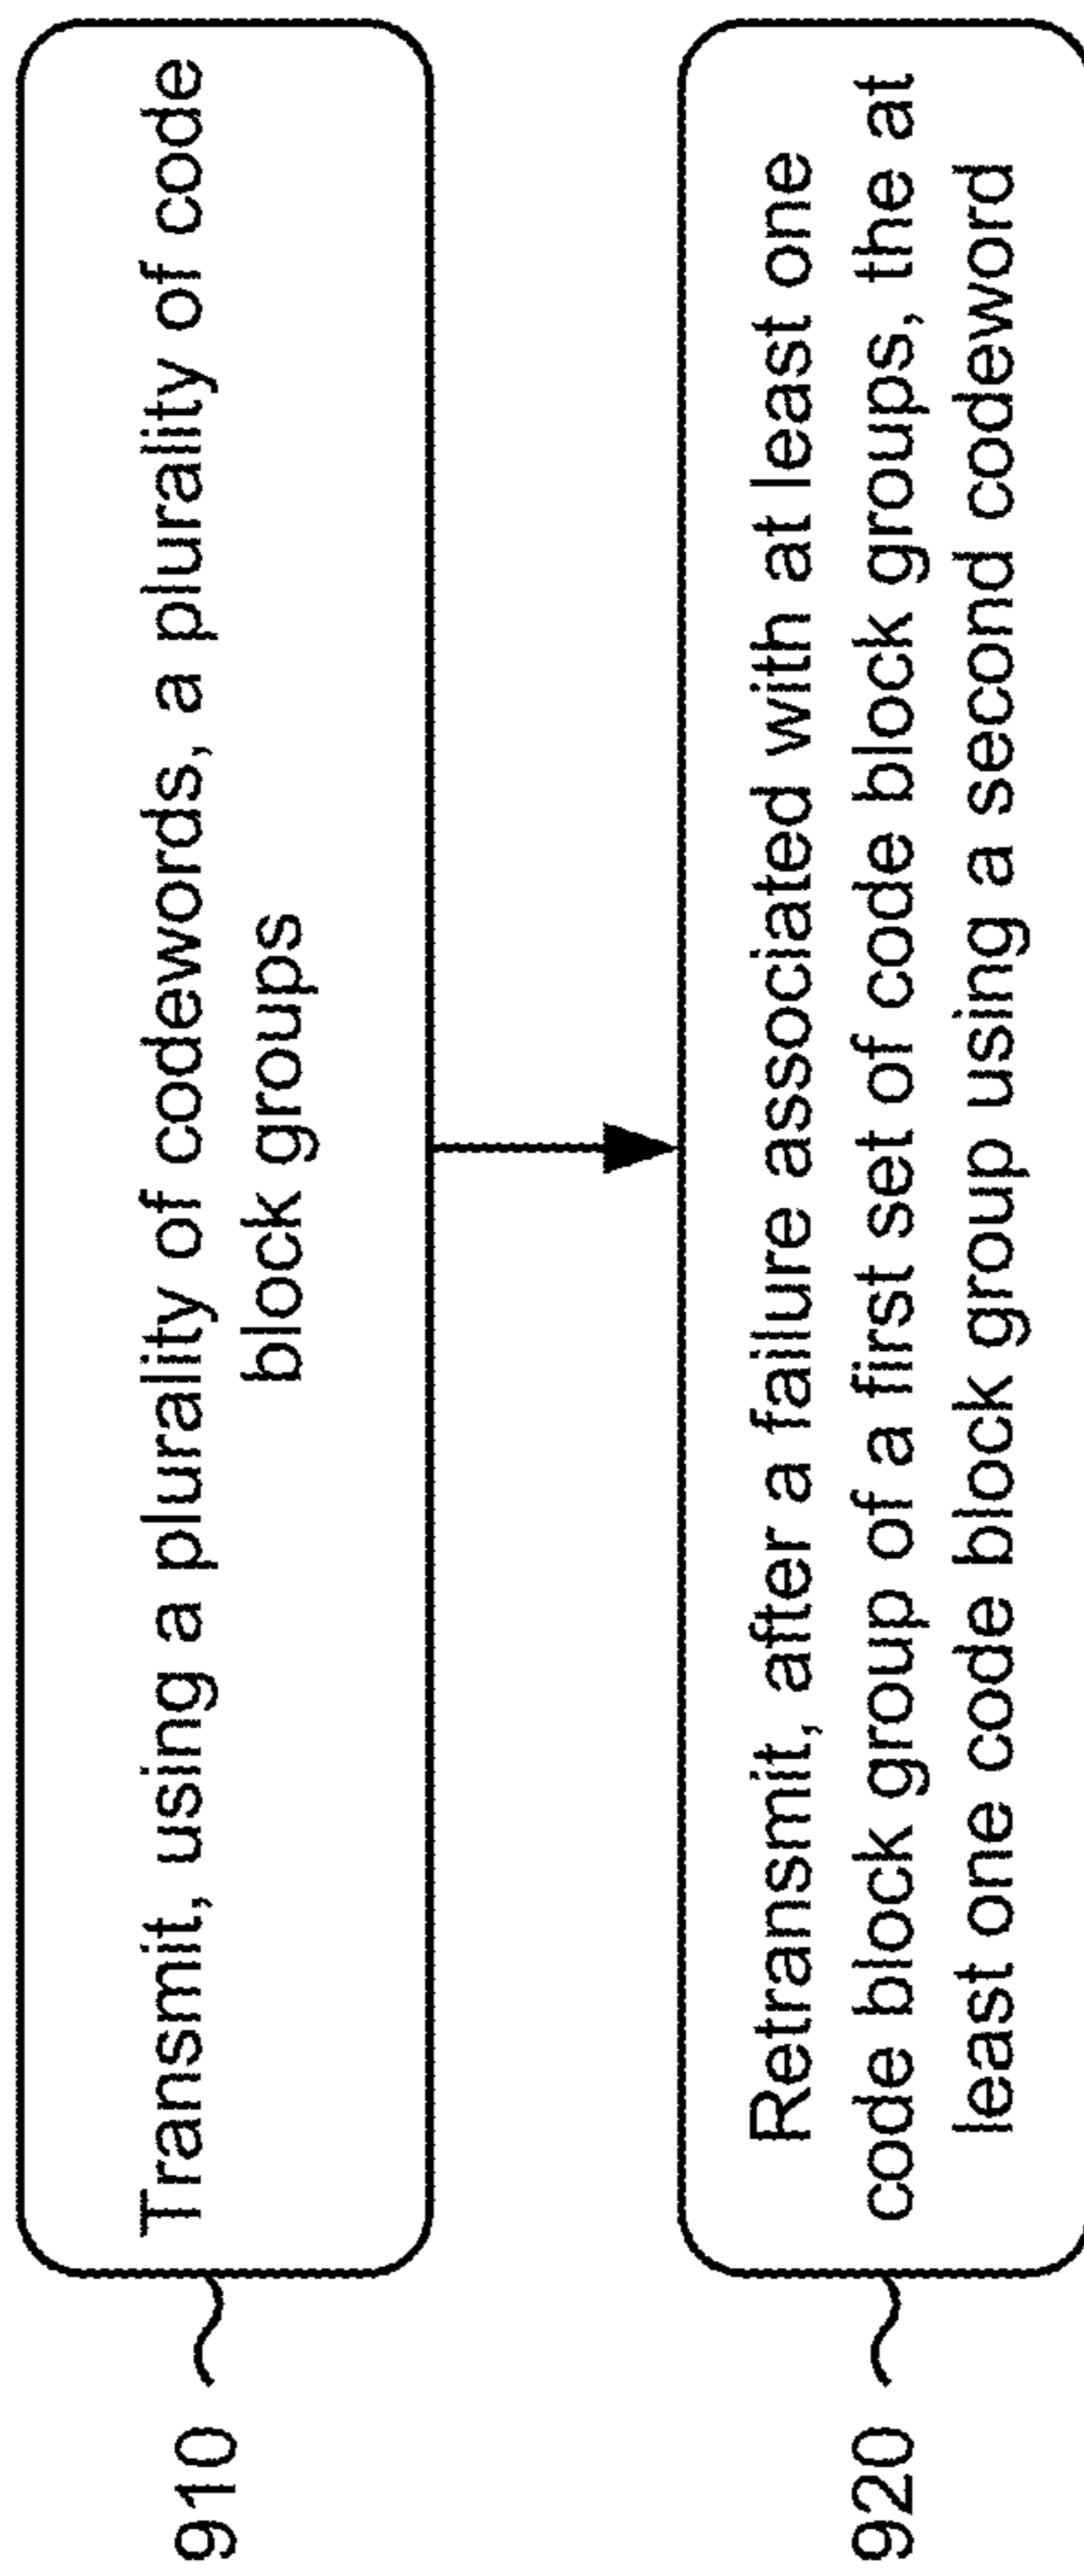 910
Transmit, using a plurality of codewords, a plurality of code
block groups
920
Retransmit, after a failure associated with at least one
code block group of a first set of code block groups, the at
least one code block group using a second codeword